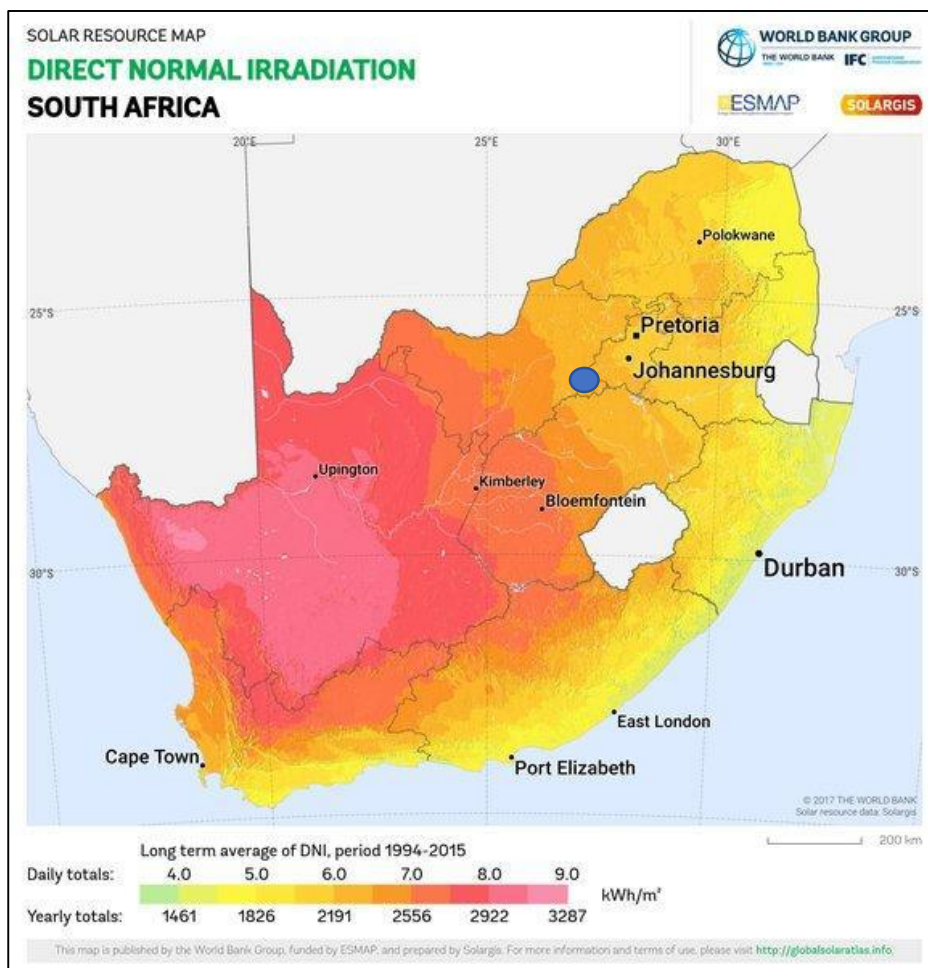 SOLAR RESOURCE MAP
DIRECT NORMAL IRRADIATION
SOUTH AFRICA
WORLD BANK GROUP
THE WORLD BANK
IFC
ESMAP
SOLARGIS
20°E
25°E
30°E
Polokwane
25°S
25°S
Pretoria
Johannesburg
Upington
Kimberley
Bloemfontein
30°S
30°S
Durban
East London
Cape Town
Port Elizabeth
© 2017 THE WORLD BANK
Solar resource data: Solargis
200 km
Long term average of DNI, period 1994-2015
Daily totals: 4.0 5.0 6.0 7.0 8.0 9.0
kWh/m²
Yearly totals: 1461 1826 2191 2556 2922 3287
This map is published by the World Bank Group, funded by ESMAP, and prepared by Solargis. For more information and terms of use, please visit http://globalsolaratlas.info.